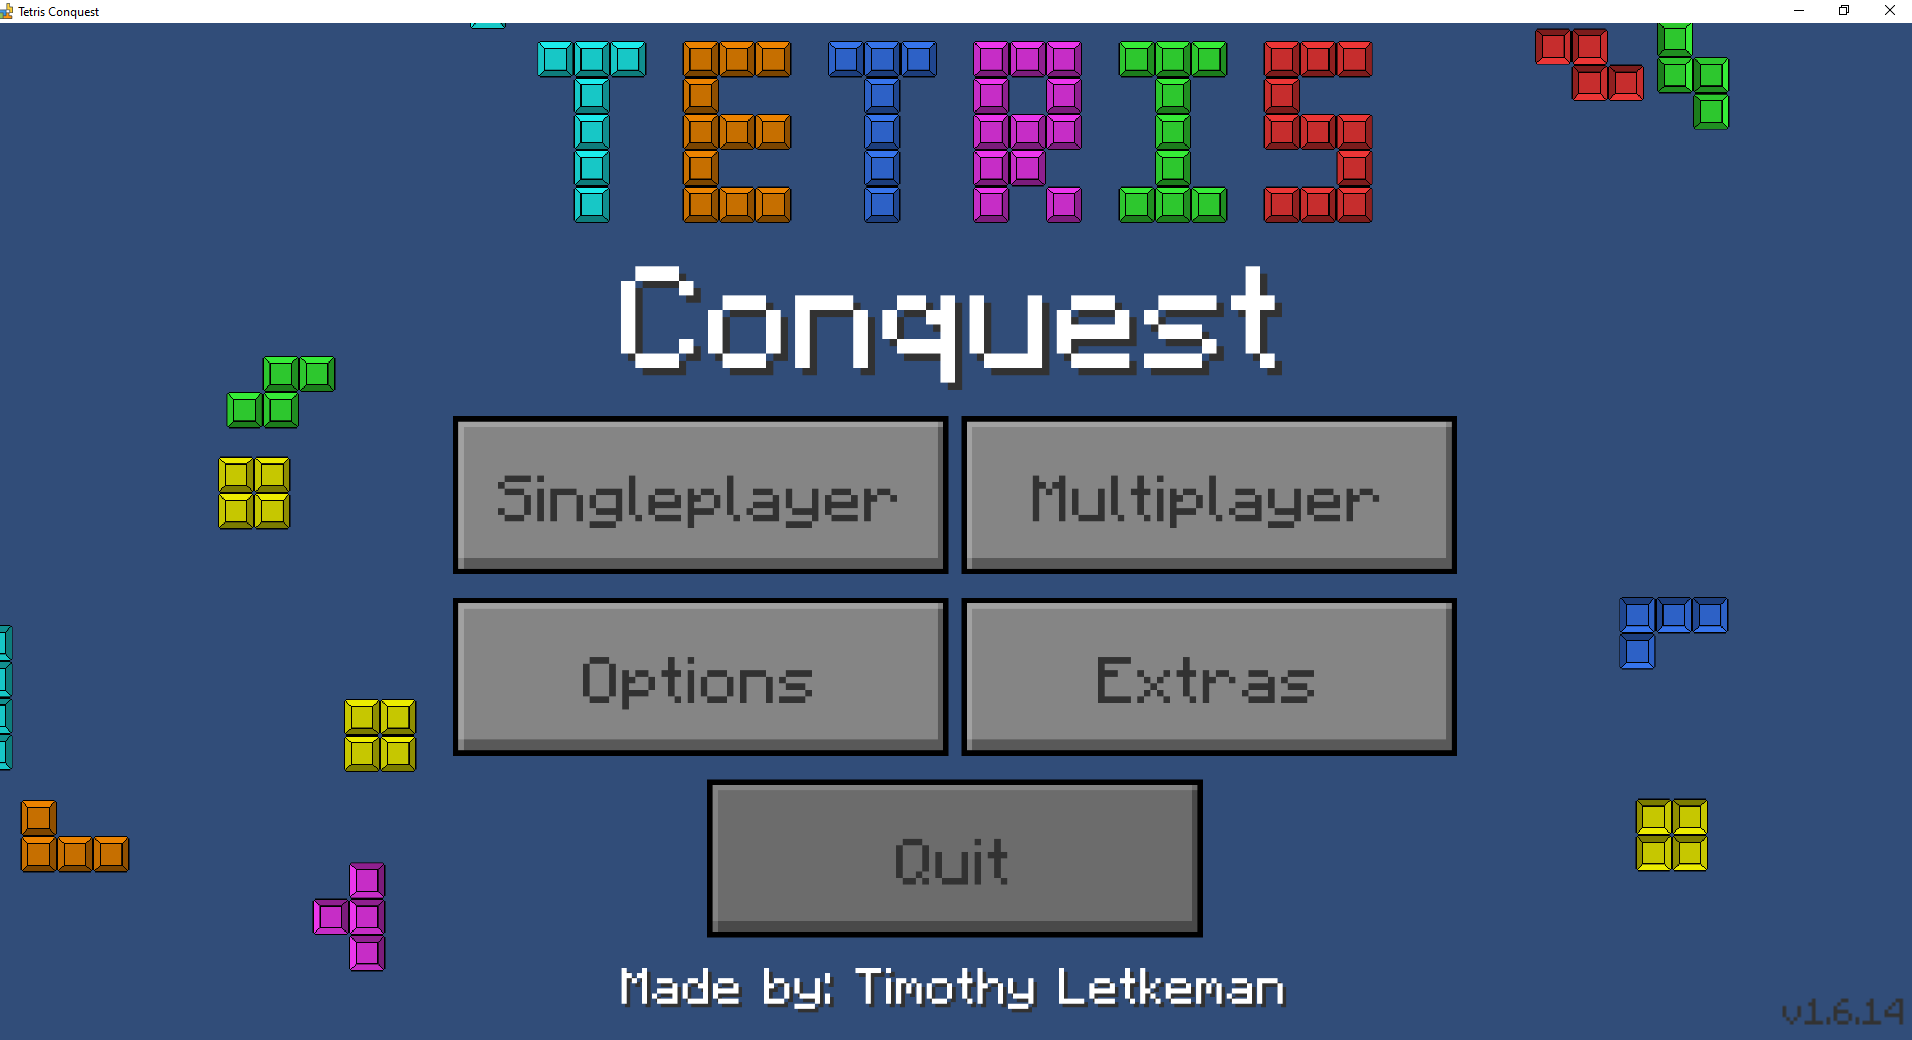 Tetris Conquest
TETRIS
Conquest
Singleplayer Multiplayer
Options Extras
Quit
Made by: Timothy Letkeman
v1.6.14